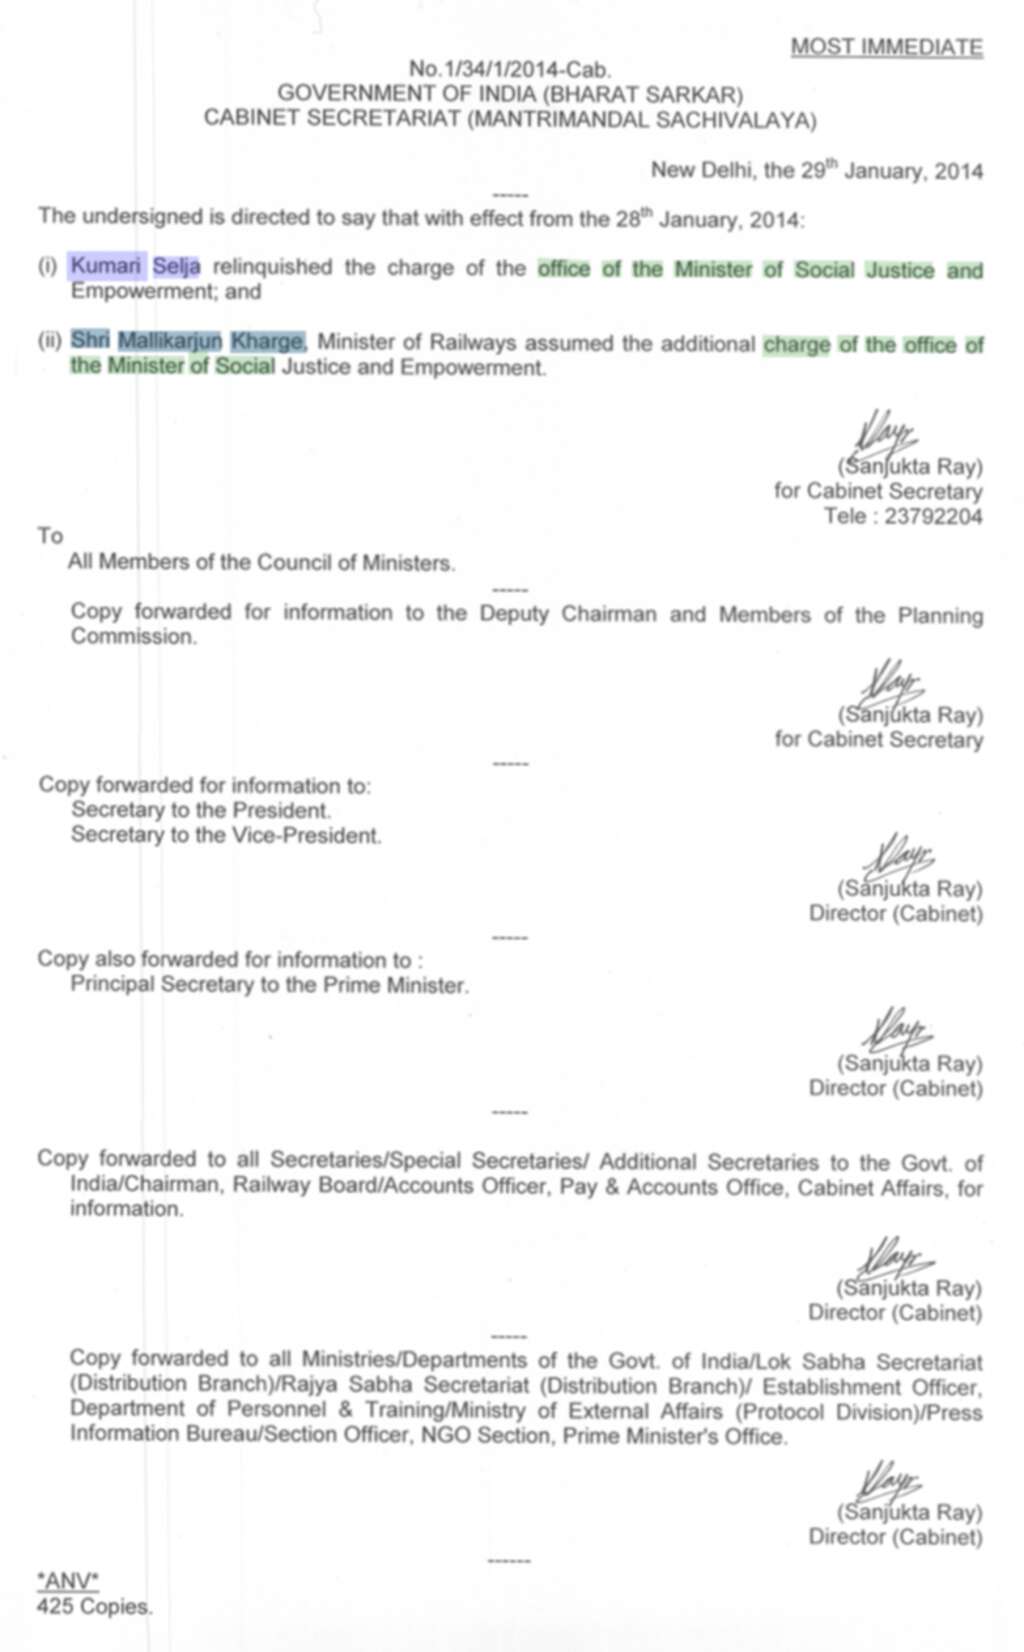 MOST IMMEDIATE
No.1/34/1/2014-Cab.
GOVERNMENT OF INDIA (BHARAT SARKAR)
CABINET SECRETARIAT (MANTRIMANDAL SACHIVALAYA)
New Delhi, the 29th January, 2014
-----
The undersigned is directed to say that with effect from the 28th January, 2014:
(i) Kumari Selja relinquished the charge of the office of the Minister of Social Justice and
Empowerment; and
(ii) Shri Mallikarjun Kharge, Minister of Railways assumed the additional charge of the office of
the Minister of Social Justice and Empowerment.
(Sanjukta Ray)
for Cabinet Secretary
Tele : 23792204
To
All Members of the Council of Ministers.
-----
Copy forwarded for information to the Deputy Chairman and Members of the Planning
Commission.
(Sanjukta Ray)
for Cabinet Secretary
-----
Copy forwarded for information to:
Secretary to the President.
Secretary to the Vice-President.
(Sanjukta Ray)
Director (Cabinet)
-----
Copy also forwarded for information to :
Principal Secretary to the Prime Minister.
(Sanjukta Ray)
Director (Cabinet)
-----
Copy forwarded to all Secretaries/Special Secretaries/ Additional Secretaries to the Govt. of
India/Chairman, Railway Board/Accounts Officer, Pay & Accounts Office, Cabinet Affairs, for
information.
(Sanjukta Ray)
Director (Cabinet)
-----
Copy forwarded to all Ministries/Departments of the Govt. of India/Lok Sabha Secretariat
(Distribution Branch)/Rajya Sabha Secretariat (Distribution Branch)/ Establishment Officer,
Department of Personnel & Training/Ministry of External Affairs (Protocol Division)/Press
Information Bureau/Section Officer, NGO Section, Prime Minister's Office.
(Sanjukta Ray)
Director (Cabinet)
------
*ANV*
425 Copies.